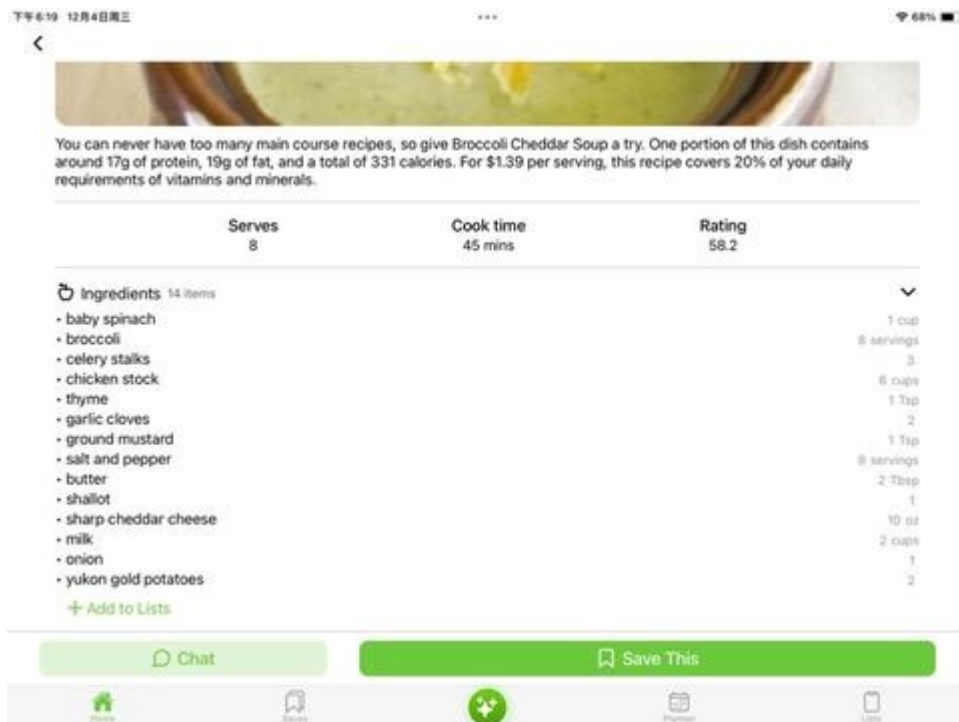 下午6:19 12月4日周三
68%
You can never have too many main course recipes, so give Broccoli Cheddar Soup a try. One portion of this dish contains
around 17g of protein, 19g of fat, and a total of 331 calories. For $1.39 per serving, this recipe covers 20% of your daily
requirements of vitamins and minerals.
Serves Cook time Rating
8 45 mins 58.2
Ingredients 14 items
• baby spinach 1 cup
• broccoli 8 servings
• celery stalks 3
• chicken stock 6 cups
• thyme 1 Tsp
• garlic cloves 2
• ground mustard 1 Tsp
• salt and pepper 8 servings
• butter 2 Tbsp
• shallot 1
• sharp cheddar cheese 10 oz
• milk 2 cups
• onion 1
• yukon gold potatoes 2
+ Add to Lists
Chat Save This
Home Saves Planner Lists